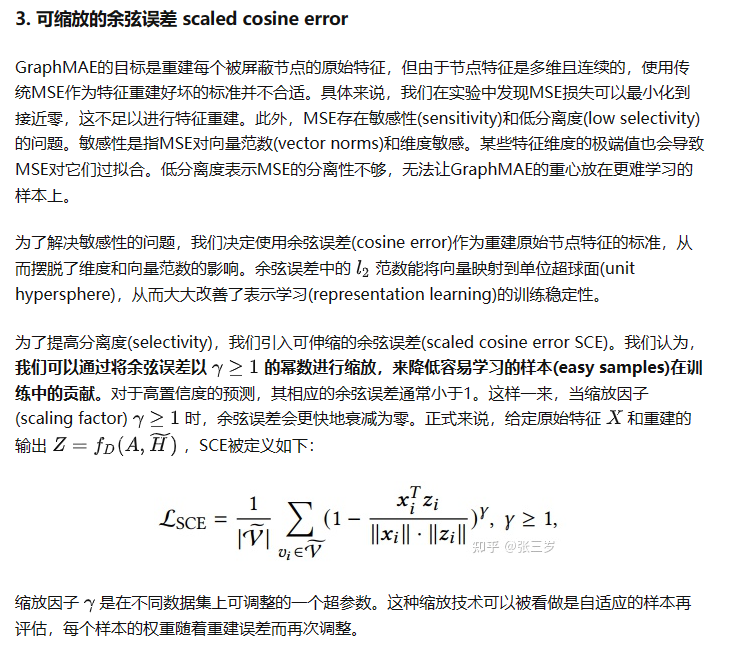 3. 可缩放的余弦误差 scaled cosine error
GraphMAE的目标是重建每个被屏蔽节点的原始特征，但由于节点特征是多维且连续的，使用传
统MSE作为特征重建好坏的标准并不合适。具体来说，我们在实验中发现MSE损失可以最小化到
接近零，这不足以进行特征重建。此外，MSE存在敏感性(sensitivity)和低分离度(low selectivity)
的问题。敏感性是指MSE对向量范数(vector norms)和维度敏感。某些特征维度的极端值也会导致
MSE对它们过拟合。低分离度表示MSE的分离性不够，无法让GraphMAE的重心放在更难学习的
样本上。
为了解决敏感性的问题，我们决定使用余弦误差(cosine error)作为重建原始节点特征的标准，从
而摆脱了维度和向量范数的影响。余弦误差中的 l₂ 范数能将向量映射到单位超球面(unit
hypersphere)，从而大大改善了表示学习(representation learning)的训练稳定性。
为了提高分离度(selectivity)，我们引入可伸缩的余弦误差(scaled cosine error SCE)。我们认为，
我们可以通过将余弦误差以 γ ≥ 1 的幂数进行缩放，来降低容易学习的样本(easy samples)在训
练中的贡献。对于高置信度的预测，其相应的余弦误差通常小于1。这样一来，当缩放因子
(scaling factor) γ ≥ 1 时，余弦误差会更快地衰减为零。正式来说，给定原始特征 X 和重建的
输出 Z = f_D(A, H̃) ，SCE被定义如下：
ℒ_SCE = 1/|Ṽ| ∑_{v_i∈Ṽ} (1 − x_i^T z_i / (‖x_i‖ · ‖z_i‖))^γ, γ ≥ 1,
知乎 @张三岁
缩放因子 γ 是在不同数据集上可调整的一个超参数。这种缩放技术可以被看做是自适应的样本再
评估，每个样本的权重随着重建误差而再次调整。